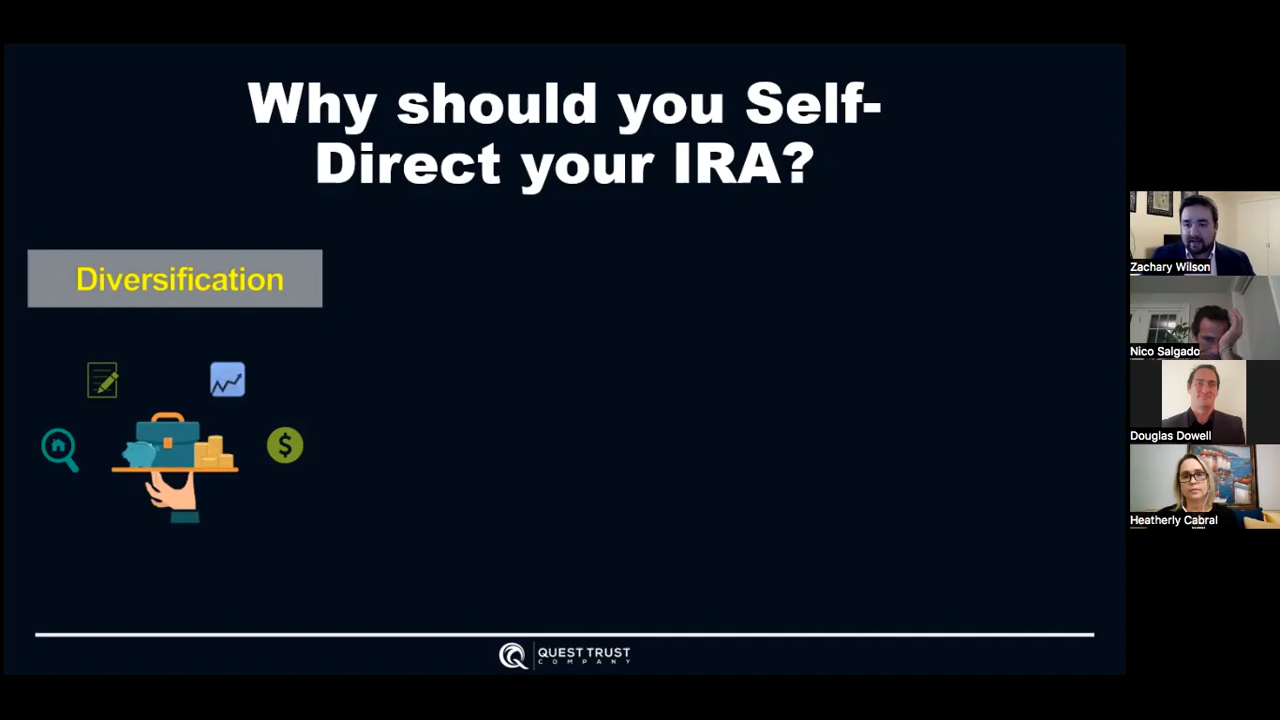 Why should you Self-
Direct your IRA?
Diversification
$
QUEST TRUST
COMPANY
Zachary Wilson
Nico Salgado
Douglas Dowell
Heatherly Cabral